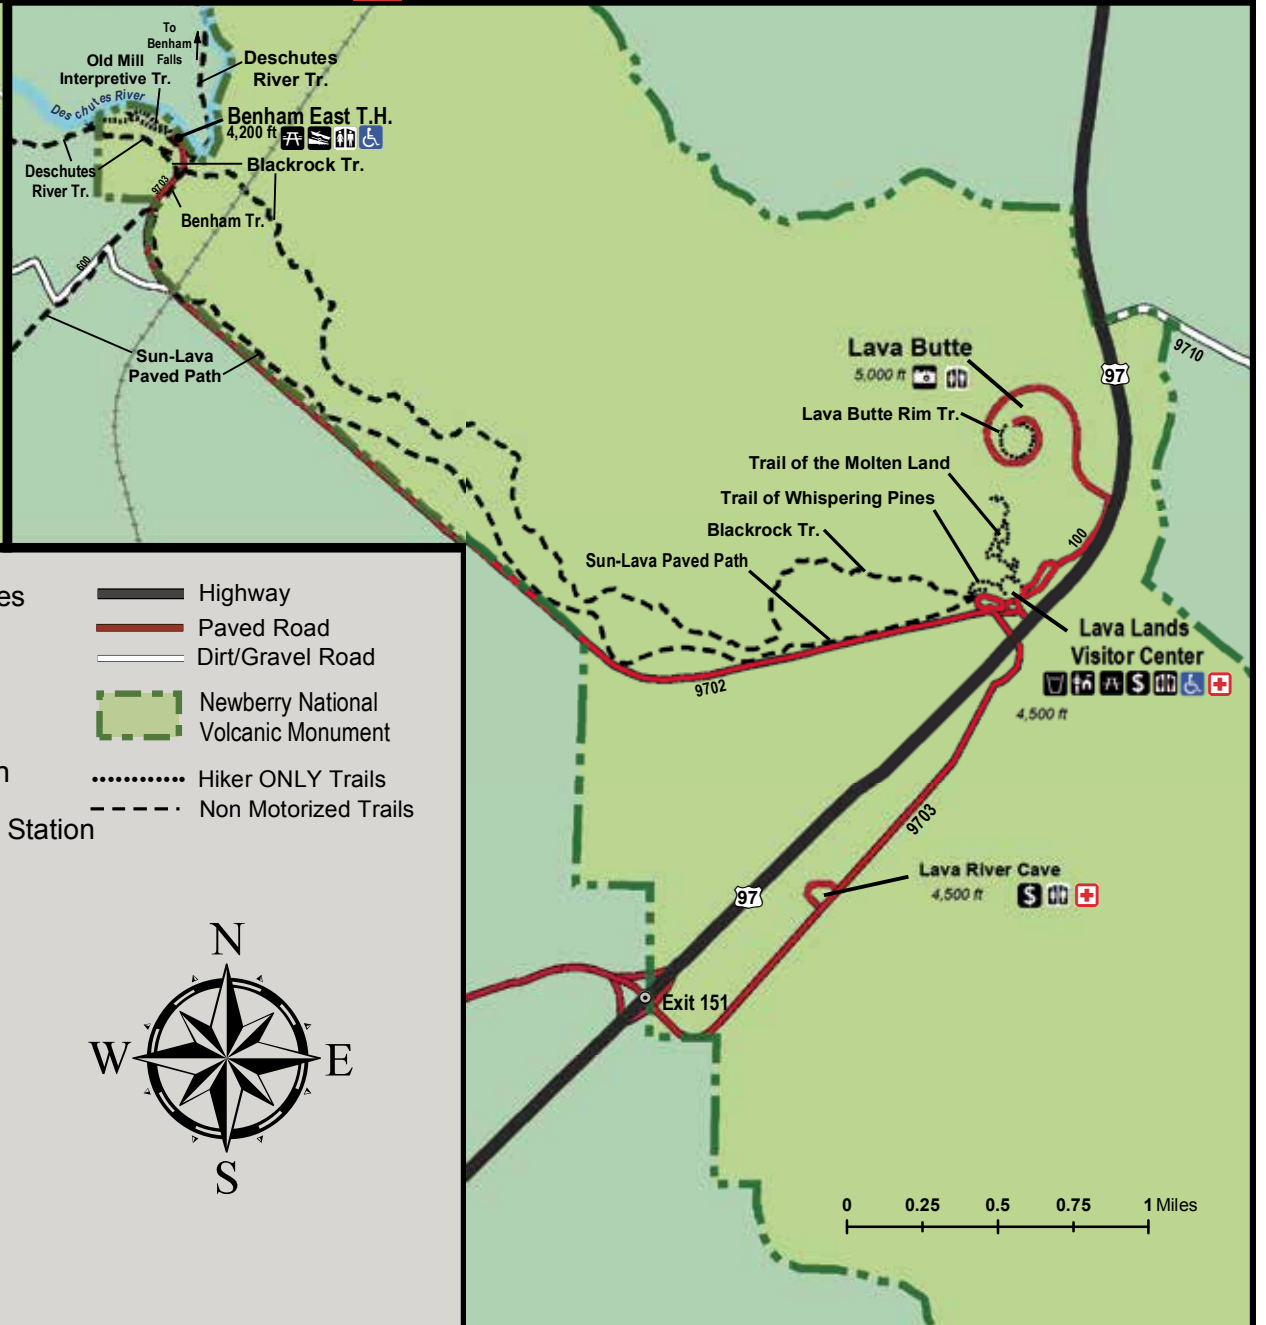 To
Benham
Falls
Old Mill
Interpretive Tr.
Deschutes
River Tr.
Deschutes River
Benham East T.H.
4,200 ft
Deschutes
River Tr.
Blackrock Tr.
9703
Benham Tr.
600
Sun-Lava
Paved Path
Lava Butte
5,000 ft
97
9710
Lava Butte Rim Tr.
Trail of the Molten Land
Trail of Whispering Pines
Blackrock Tr.
Sun-Lava Paved Path
100
Lava Lands
Visitor Center
$
4,500 ft
9702
9703
Lava River Cave
4,500 ft
$
97
Exit 151
es
Highway
Paved Road
Dirt/Gravel Road
Newberry National
Volcanic Monument
n
Hiker ONLY Trails
Non Motorized Trails
Station
N
W
E
S
0 0.25 0.5 0.75 1 Miles